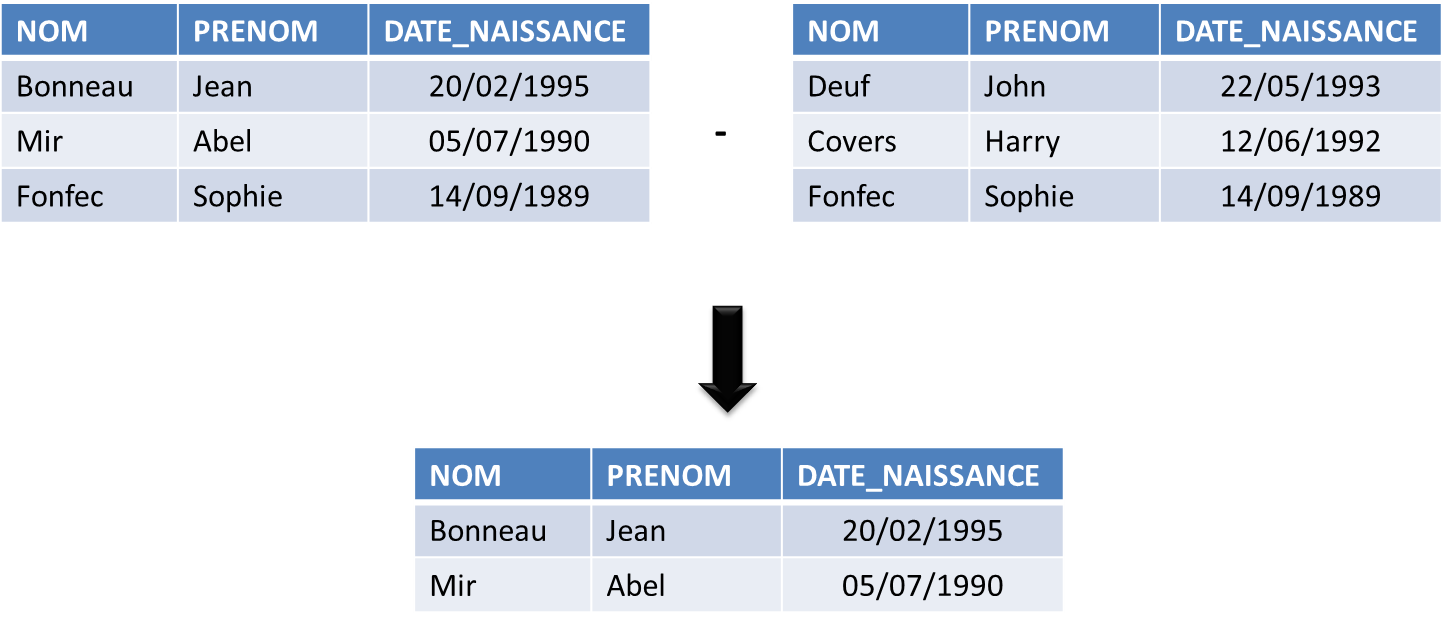 NOM PRENOM DATE_NAISSANCE
Bonneau Jean 20/02/1995
Mir Abel 05/07/1990
Fonfec Sophie 14/09/1989
-
NOM PRENOM DATE_NAISSANCE
Deuf John 22/05/1993
Covers Harry 12/06/1992
Fonfec Sophie 14/09/1989
NOM PRENOM DATE_NAISSANCE
Bonneau Jean 20/02/1995
Mir Abel 05/07/1990